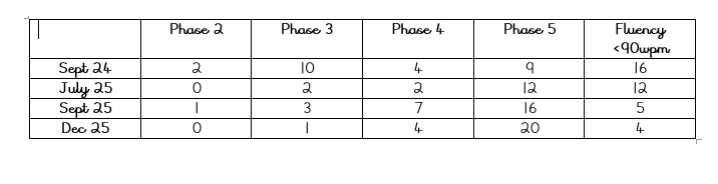 Phase 2 Phase 3 Phase 4 Phase 5 Fluency
<90wpm
Sept 24 2 10 4 9 16
July 25 0 2 2 12 12
Sept 25 1 3 7 16 5
Dec 25 0 1 4 20 4